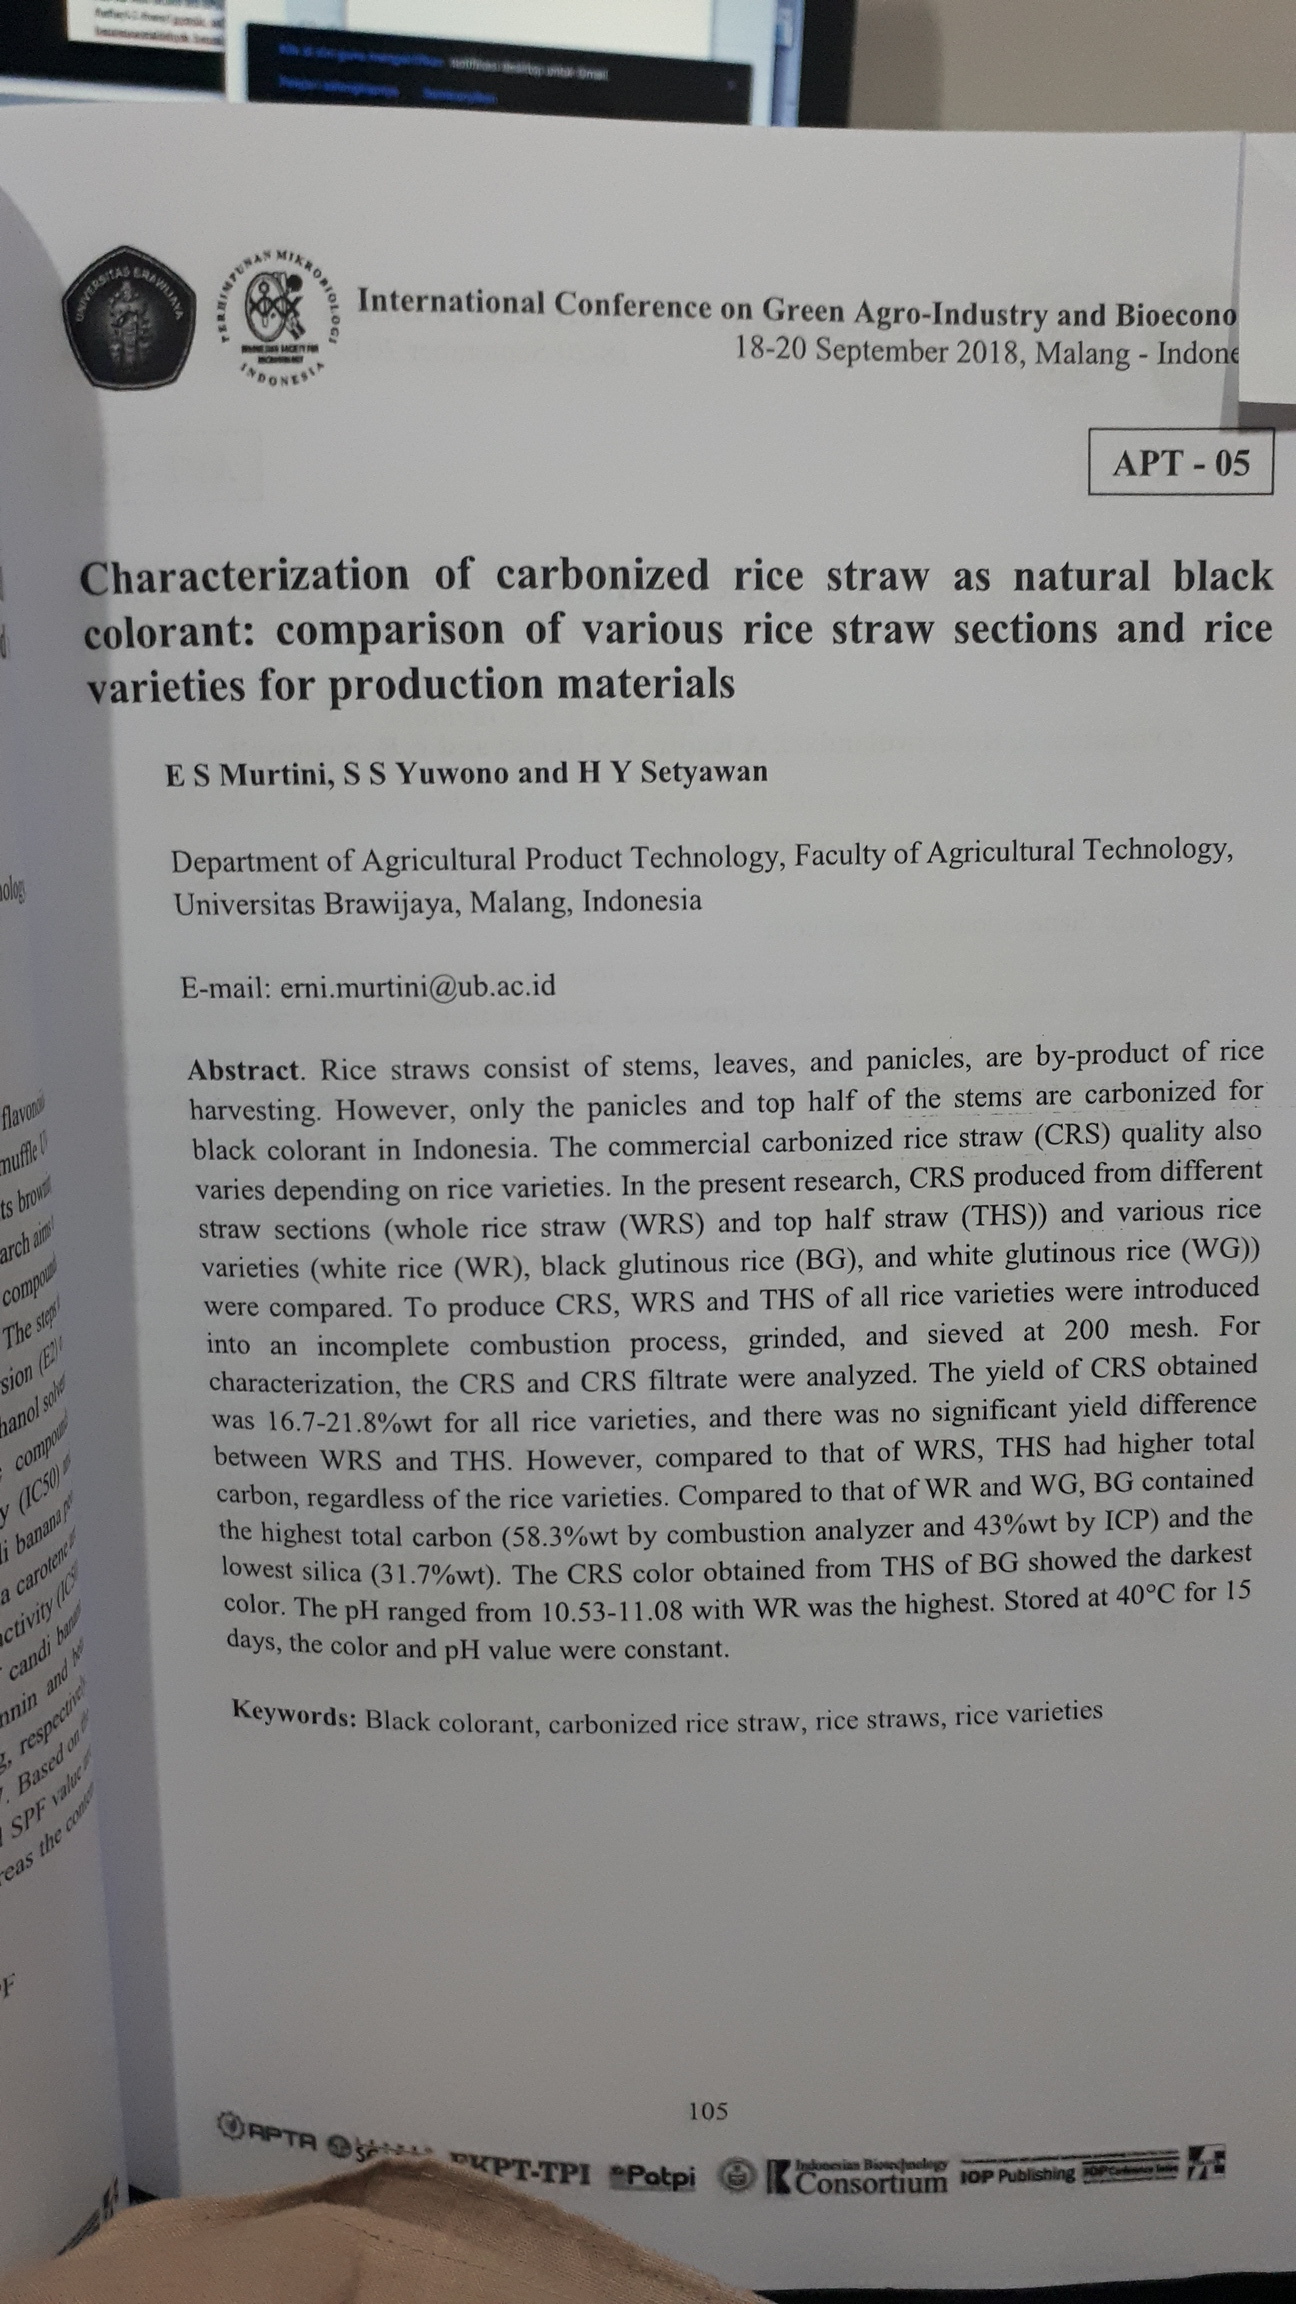 UNIVERSITAS BRAWIJAYA
PERHIMPUNAN MIKROBIOLOGI
INDONESIA
International Conference on Green Agro-Industry and Bioecono
18-20 September 2018, Malang - Indone
APT - 05
Characterization of carbonized rice straw as natural black
colorant: comparison of various rice straw sections and rice
varieties for production materials
E S Murtini, S S Yuwono and H Y Setyawan
Department of Agricultural Product Technology, Faculty of Agricultural Technology,
Universitas Brawijaya, Malang, Indonesia
E-mail: erni.murtini@ub.ac.id
Abstract. Rice straws consist of stems, leaves, and panicles, are by-product of rice
harvesting. However, only the panicles and top half of the stems are carbonized for
black colorant in Indonesia. The commercial carbonized rice straw (CRS) quality also
varies depending on rice varieties. In the present research, CRS produced from different
straw sections (whole rice straw (WRS) and top half straw (THS)) and various rice
varieties (white rice (WR), black glutinous rice (BG), and white glutinous rice (WG))
were compared. To produce CRS, WRS and THS of all rice varieties were introduced
into an incomplete combustion process, grinded, and sieved at 200 mesh. For
characterization, the CRS and CRS filtrate were analyzed. The yield of CRS obtained
was 16.7-21.8%wt for all rice varieties, and there was no significant yield difference
between WRS and THS. However, compared to that of WRS, THS had higher total
carbon, regardless of the rice varieties. Compared to that of WR and WG, BG contained
the highest total carbon (58.3%wt by combustion analyzer and 43%wt by ICP) and the
lowest silica (31.7%wt). The CRS color obtained from THS of BG showed the darkest
color. The pH ranged from 10.53-11.08 with WR was the highest. Stored at 40°C for 15
days, the color and pH value were constant.
Keywords: Black colorant, carbonized rice straw, rice straws, rice varieties
105
APTA
PKPT-TPI
Patpi
Indonesian Biotechnology
Consortium
IOP Publishing